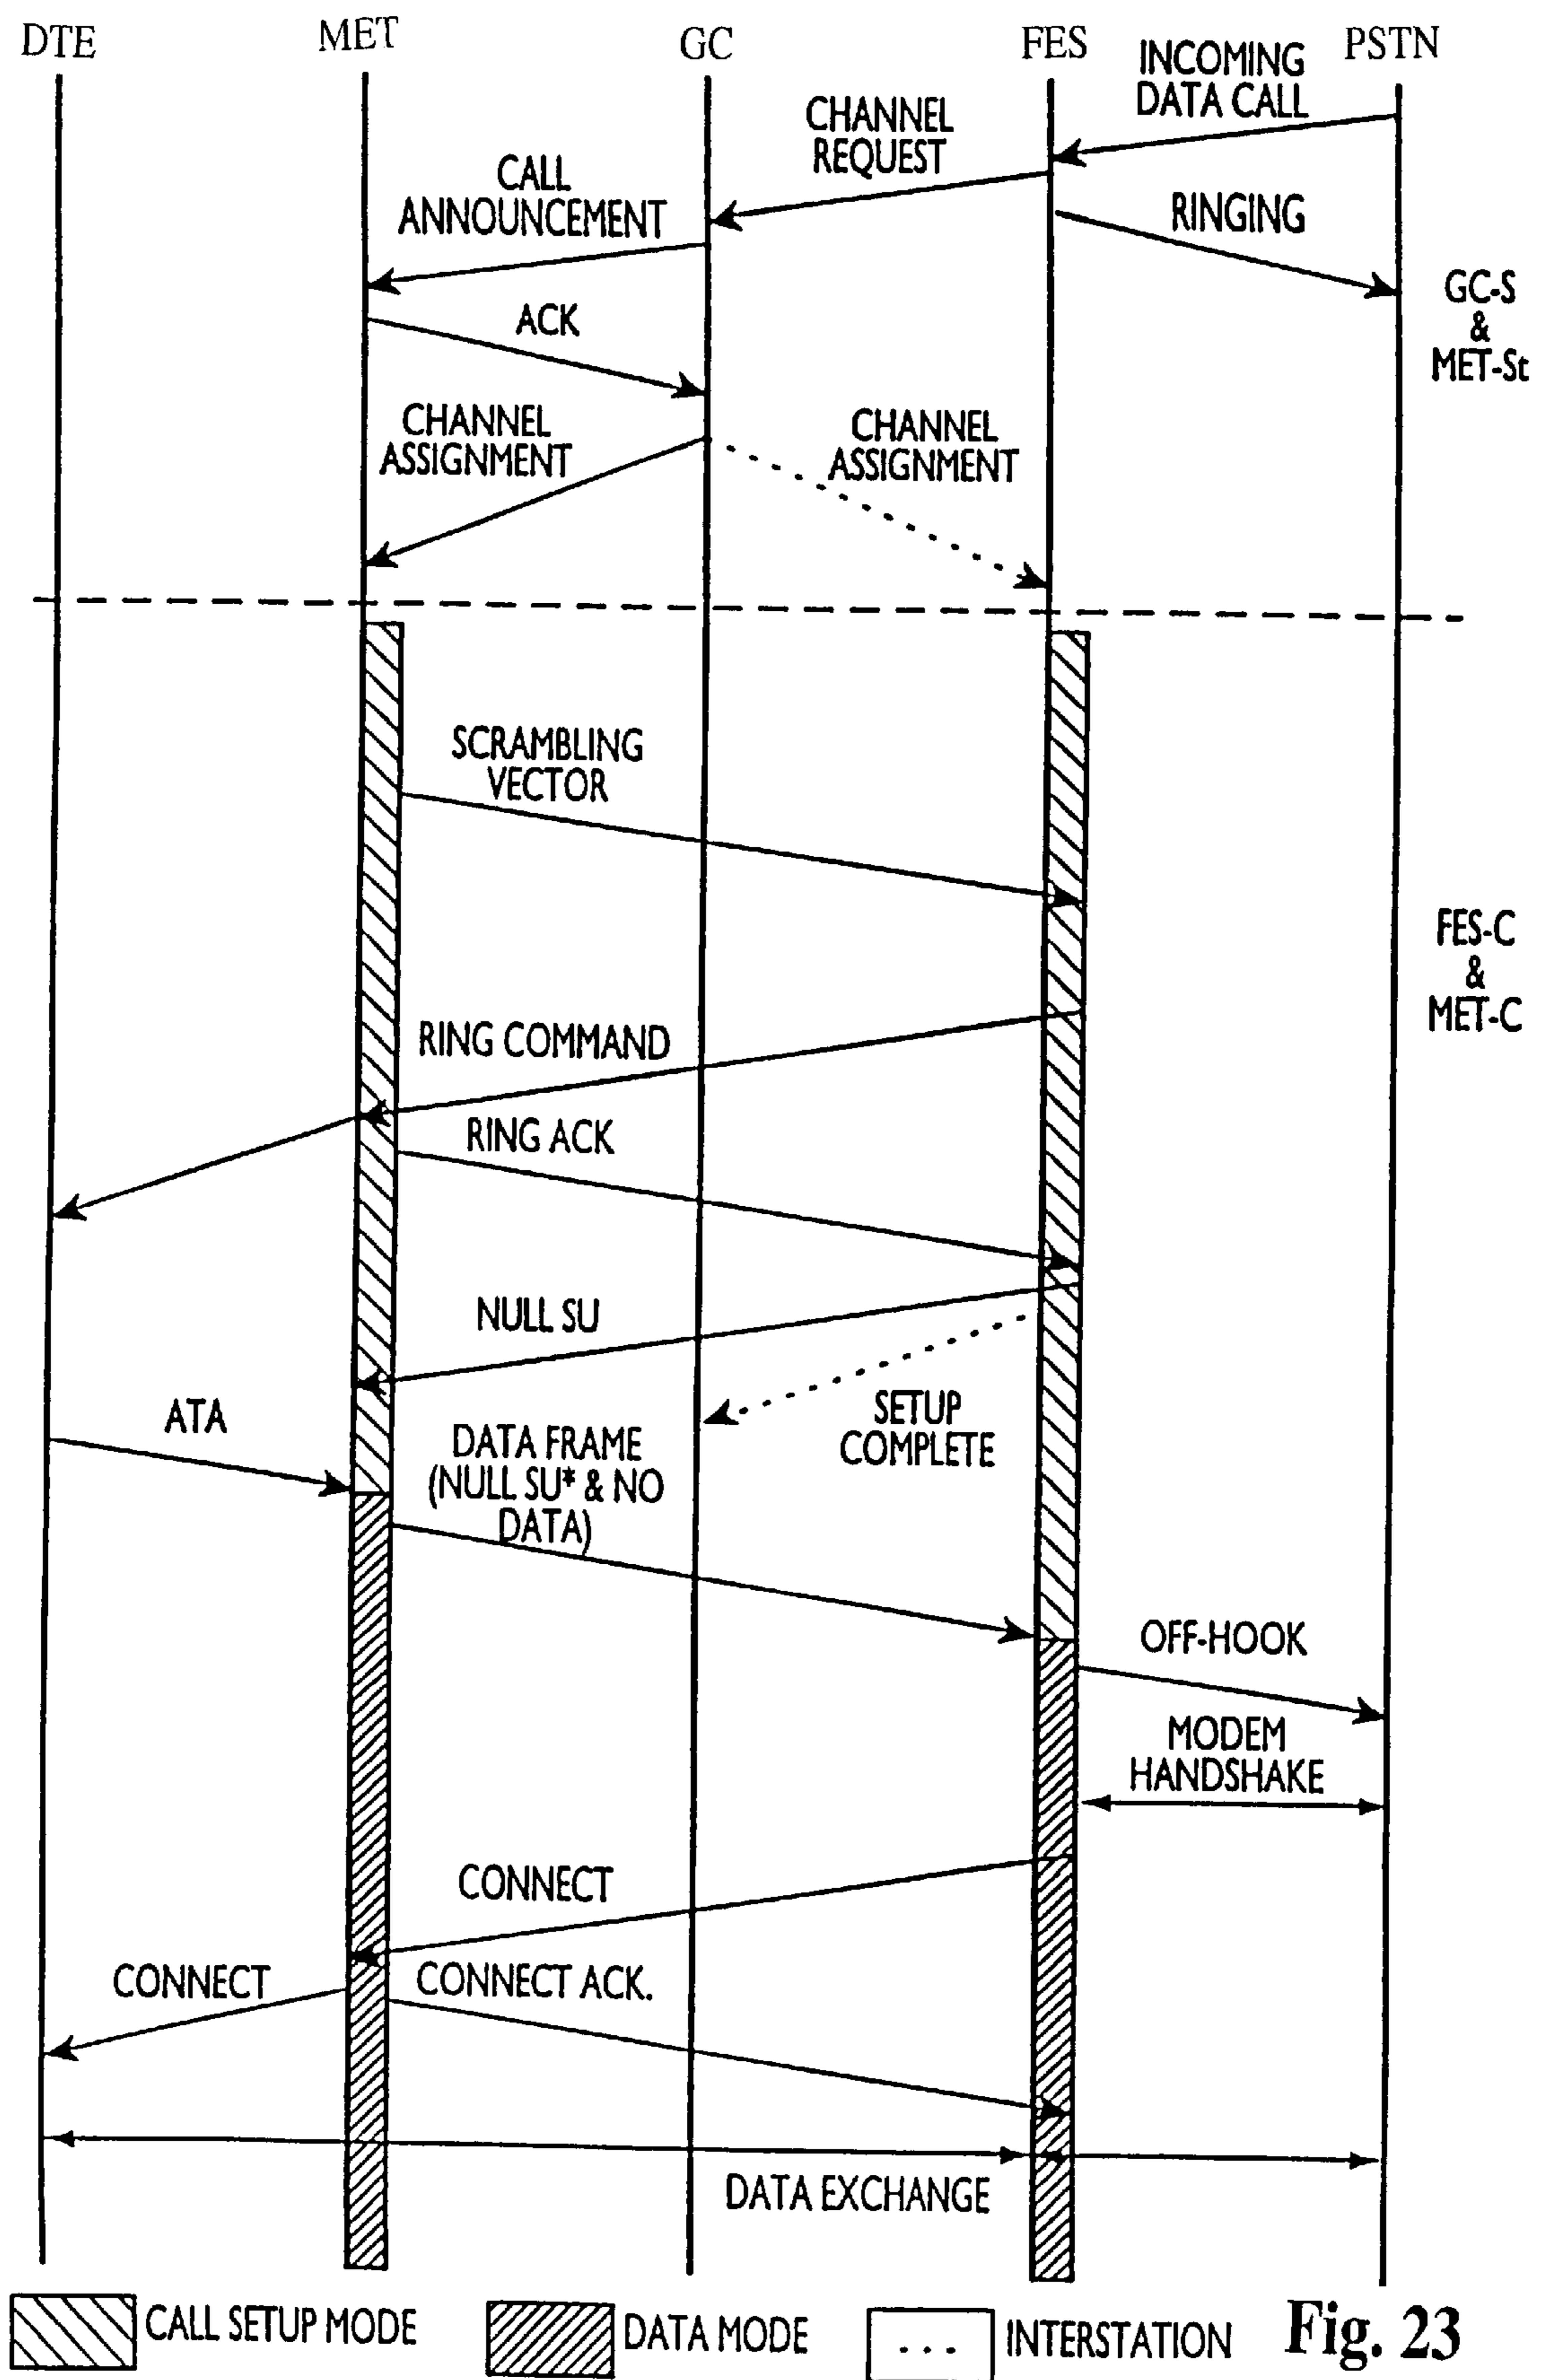 DTE
MET
GC
FES
PSTN
INCOMING
DATA CALL
CHANNEL
REQUEST
CALL
ANNOUNCEMENT
RINGING
GC-S
&
MET-St
ACK
CHANNEL
ASSIGNMENT
CHANNEL
ASSIGNMENT
SCRAMBLING
VECTOR
FES-C
&
MET-C
RING COMMAND
RING ACK
NULL SU
SETUP
COMPLETE
ATA
DATA FRAME
(NULL SU* & NO
DATA)
OFF-HOOK
MODEM
HANDSHAKE
CONNECT
CONNECT
CONNECT ACK.
DATA EXCHANGE
CALL SETUP MODE
DATA MODE
INTERSTATION
Fig. 23